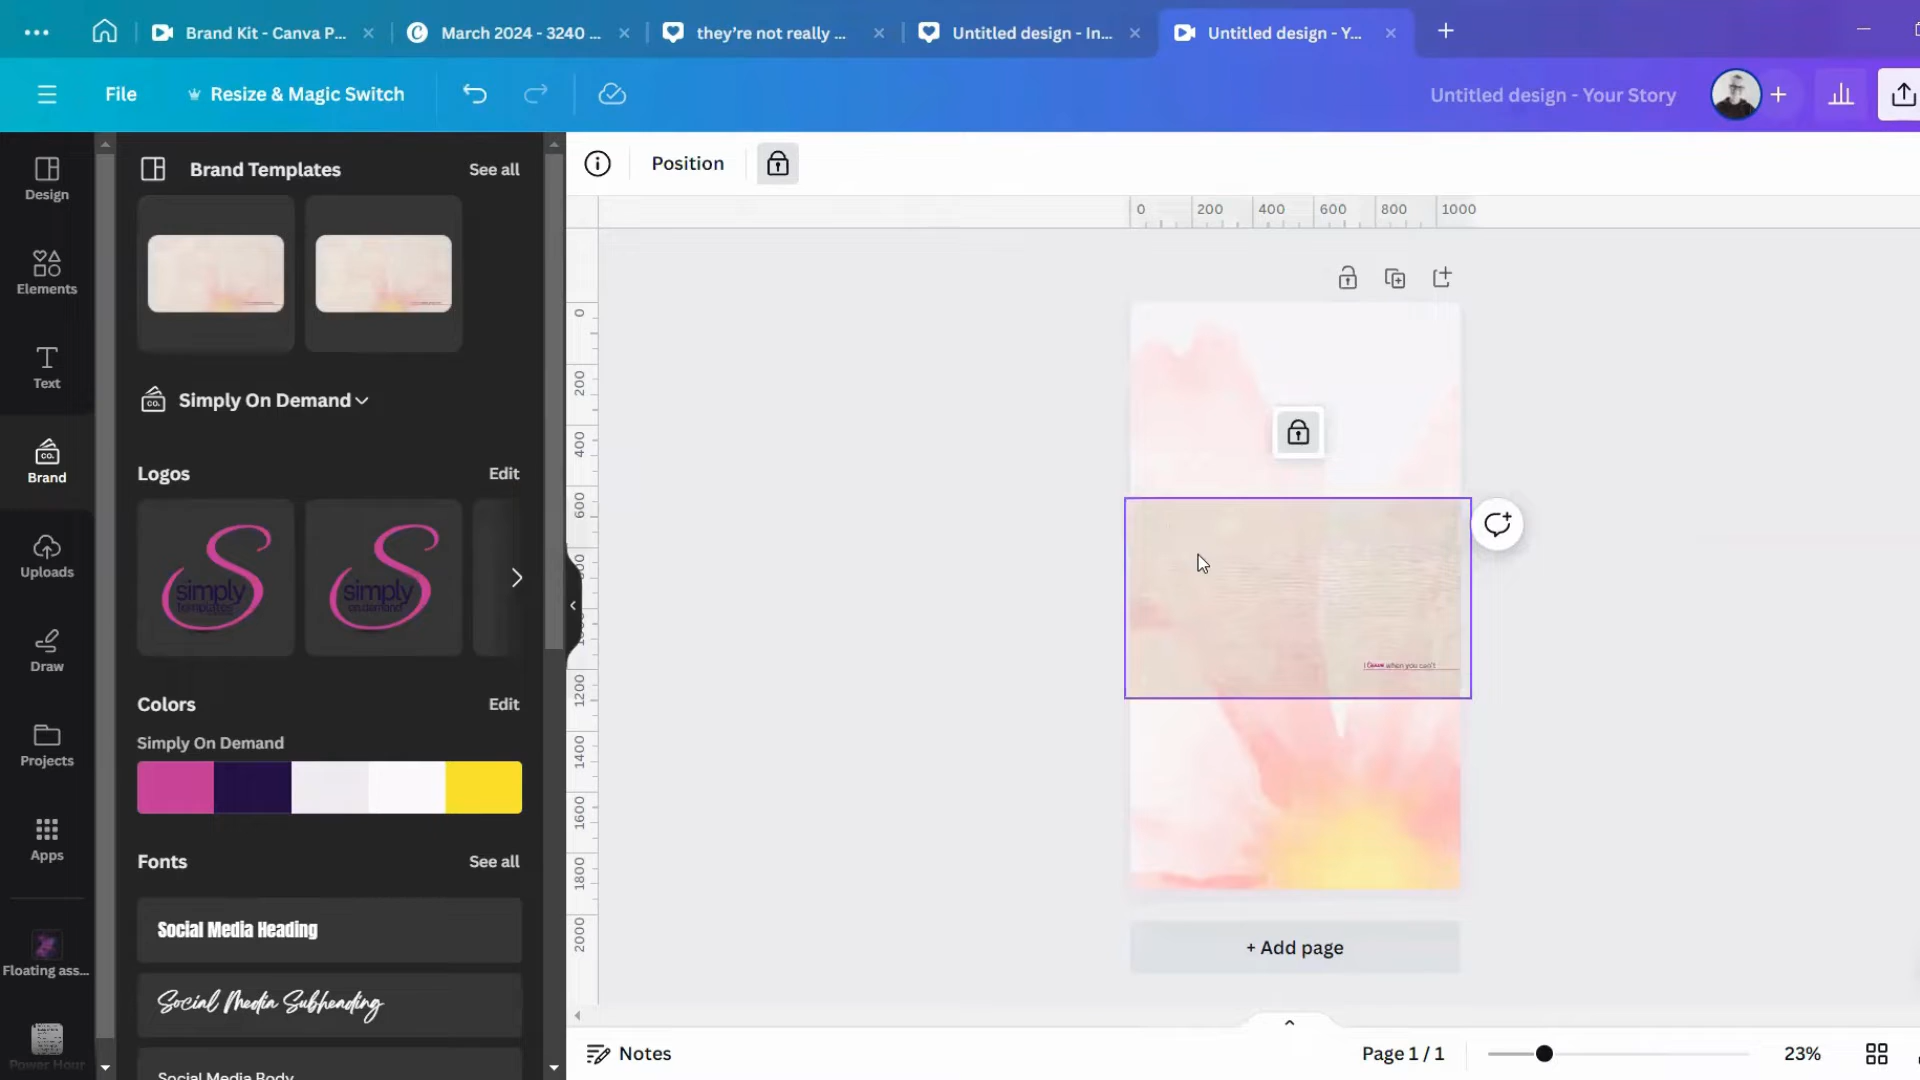 Brand Kit - Canva P...
March 2024 - 3240 ...
they're not really ...
Untitled design - In...
Untitled design - Y...
File
Resize & Magic Switch
Untitled design - Your Story
Design
Elements
Text
Brand
Uploads
Draw
Projects
Apps
Floating ass...
Power Hour
Brand Templates
See all
CO.
Simply On Demand
Logos
Edit
simply
templates
simply
on demand
Colors
Edit
Simply On Demand
Fonts
See all
Social Media Heading
Social Media Subheading
Social Media Body
Position
0 200 400 600 800 1000
0
200
400
600
1200
1400
1600
1800
2000
when you can't
+ Add page
Notes
Page 1 / 1
23%